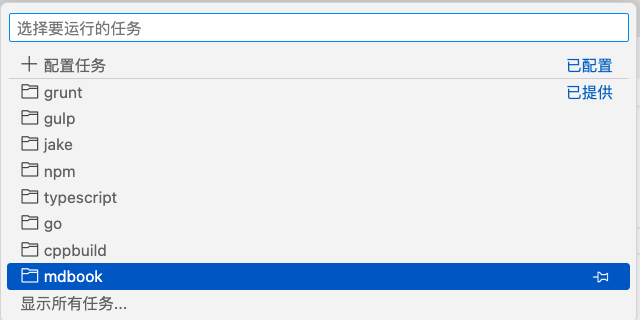 选择要运行的任务
配置任务 已配置
grunt 已提供
gulp
jake
npm
typescript
go
cppbuild
mdbook
显示所有任务...